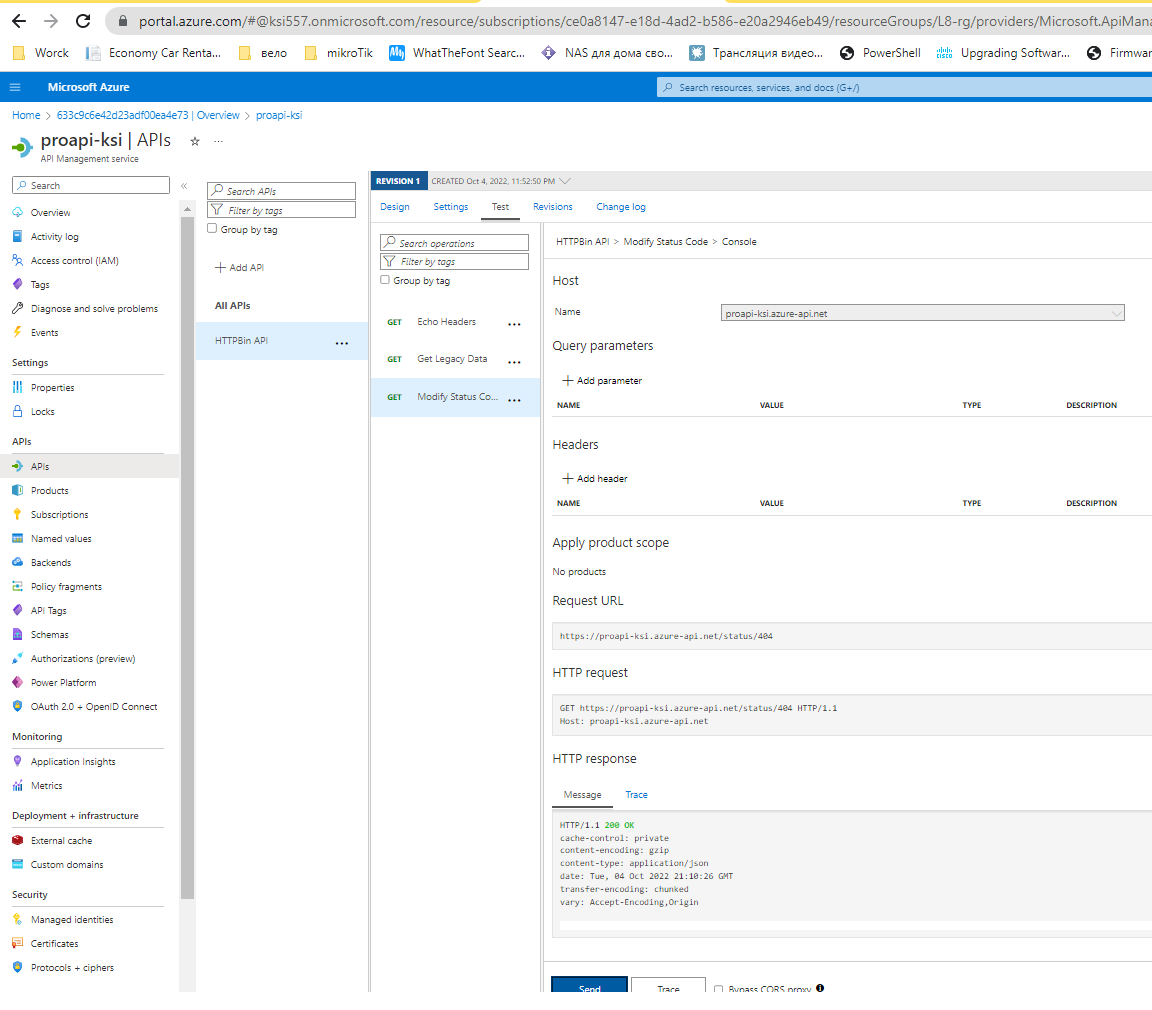 portal.azure.com/#@ksi557.onmicrosoft.com/resource/subscriptions/ce0a8147-e18d-4ad2-b586-e20a2946eb49/resourceGroups/L8-rg/providers/Microsoft.ApiMana
Worck Economy Car Renta... вело mikroTik WhatTheFont Searc... NAS для дома сво... Трансляция видео... PowerShell Upgrading Softwar... Firmwar
Microsoft Azure
Search resources, services, and docs (G+/)
Home > 633c9c6e42d23adf00ea4e73 | Overview > proapi-ksi
proapi-ksi | APIs
API Management service
Search
Overview
Activity log
Access control (IAM)
Tags
Diagnose and solve problems
Events
Settings
Properties
Locks
APIs
APIs
Products
Subscriptions
Named values
Backends
Policy fragments
API Tags
Schemas
Authorizations (preview)
Power Platform
OAuth 2.0 + OpenID Connect
Monitoring
Application Insights
Metrics
Deployment + infrastructure
External cache
Custom domains
Security
Managed identities
Certificates
Protocols + ciphers
Search APIs
Filter by tags
Group by tag
Add API
All APIs
HTTPBin API
REVISION 1 CREATED Oct 4, 2022, 11:52:50 PM
Design Settings Test Revisions Change log
Search operations
Filter by tags
Group by tag
GET Echo Headers
GET Get Legacy Data
GET Modify Status Co...
HTTPBin API > Modify Status Code > Console
Host
Name proapi-ksi.azure-api.net
Query parameters
Add parameter
NAME VALUE TYPE DESCRIPTION
Headers
Add header
NAME VALUE TYPE DESCRIPTION
Apply product scope
No products
Request URL
https://proapi-ksi.azure-api.net/status/404
HTTP request
GET https://proapi-ksi.azure-api.net/status/404 HTTP/1.1
Host: proapi-ksi.azure-api.net
HTTP response
Message Trace
HTTP/1.1 200 OK
cache-control: private
content-encoding: gzip
content-type: application/json
date: Tue, 04 Oct 2022 21:10:26 GMT
transfer-encoding: chunked
vary: Accept-Encoding,Origin
Send Trace Bypass CORS proxy